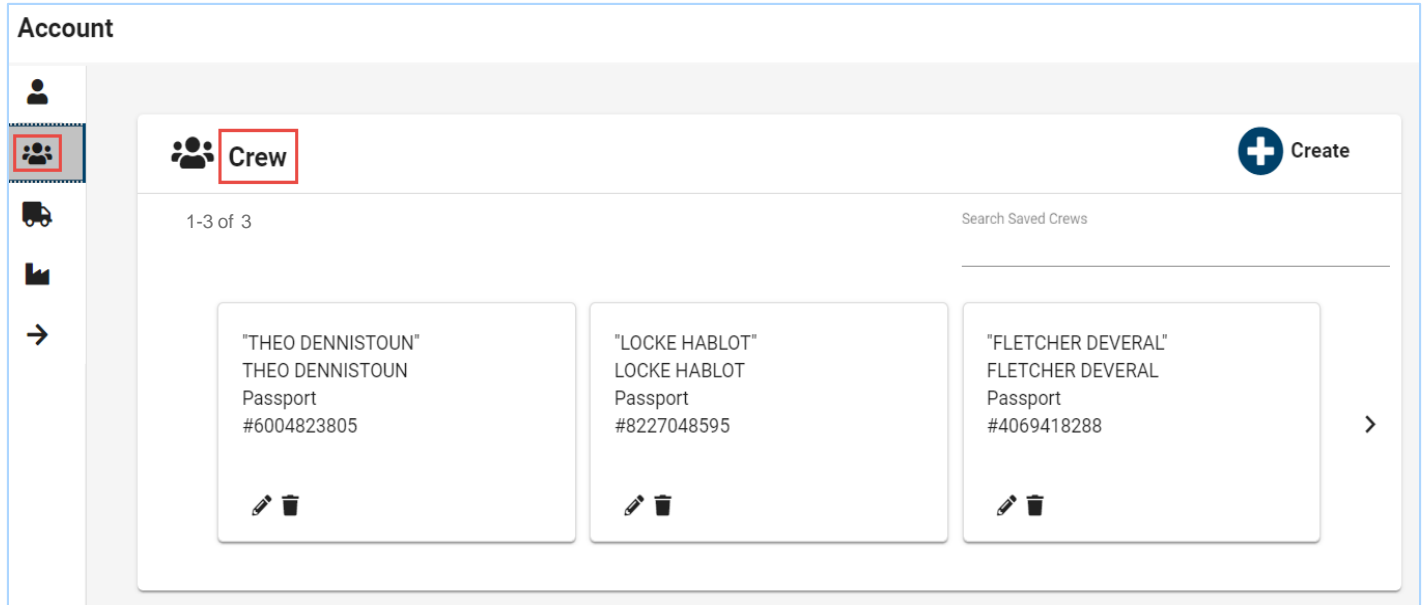 Account
Crew
Create
1-3 of 3
Search Saved Crews
"THEO DENNISTOUN"
THEO DENNISTOUN
Passport
#6004823805
"LOCKE HABLOT"
LOCKE HABLOT
Passport
#8227048595
"FLETCHER DEVERAL"
FLETCHER DEVERAL
Passport
#4069418288